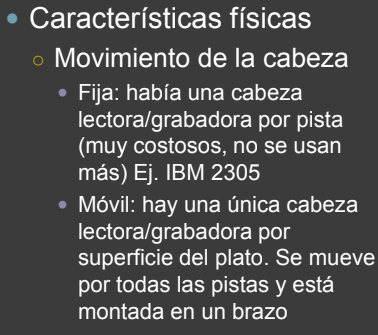 Características físicas
Movimiento de la cabeza
Fija: había una cabeza
lectora/grabadora por pista
(muy costosos, no se usan
más) Ej. IBM 2305
Móvil: hay una única cabeza
lectora/grabadora por
superficie del plato. Se mueve
por todas las pistas y está
montada en un brazo